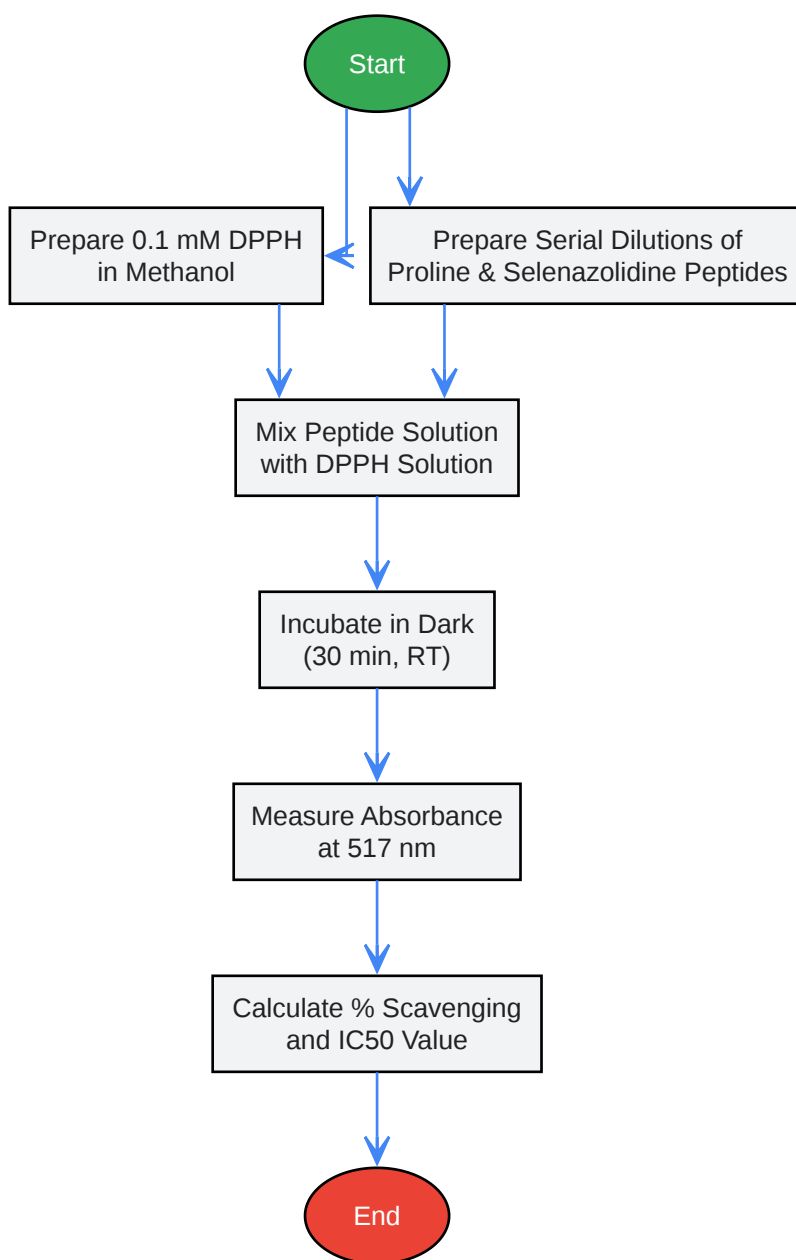 Start
Prepare 0.1 mM DPPH
in Methanol
Prepare Serial Dilutions of
Proline & Selenazolidine Peptides
Mix Peptide Solution
with DPPH Solution
Incubate in Dark
(30 min, RT)
Measure Absorbance
at 517 nm
Calculate % Scavenging
and IC50 Value
End